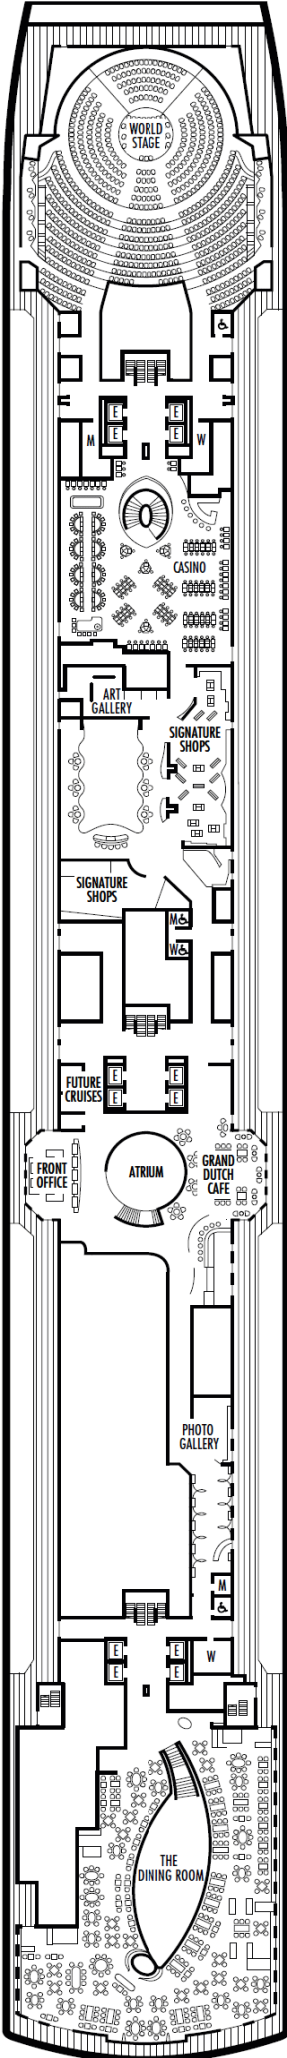 WORLD
STAGE
E E
E E
M W
CASINO
ART
GALLERY
SIGNATURE
SHOPS
SIGNATURE
SHOPS
M
W
E E
E E
FUTURE
CRUISES
FRONT
OFFICE
ATRIUM
GRAND
DUTCH
CAFE
PHOTO
GALLERY
M
E E
E E
W
THE
DINING ROOM